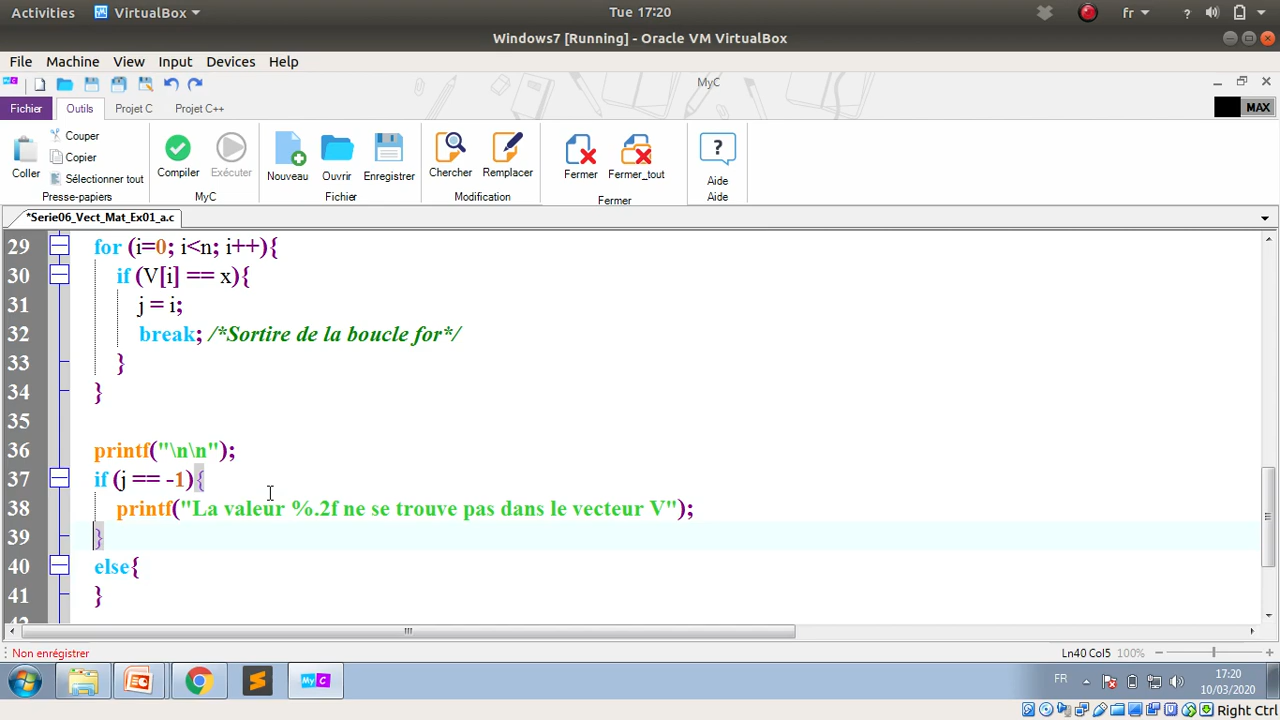 Activities VirtualBox Tue 17:20 fr ?
Windows7 [Running] - Oracle VM VirtualBox
File Machine View Input Devices Help
MyC
Fichier Outils Projet C Projet C++ MAX
Couper
Copier
Sélectionner tout
Coller Compiler Exécuter Nouveau Ouvrir Enregistrer Chercher Remplacer Fermer Fermer_tout Aide
Presse-papiers MyC Fichier Modification Fermer Aide
*Serie06_Vect_Mat_Ex01_a.c
29 for (i=0; i<n; i++){
30 if (V[i] == x){
31 j = i;
32 break; /*Sortire de la boucle for*/
33 }
34 }
35
36 printf("\n\n");
37 if (j == -1){
38 printf("La valeur %.2f ne se trouve pas dans le vecteur V");
39 }
40 else{
41 }
Non enrégistrer Ln40 Col5 100%
My C FR 17:20
10/03/2020
Right Ctrl